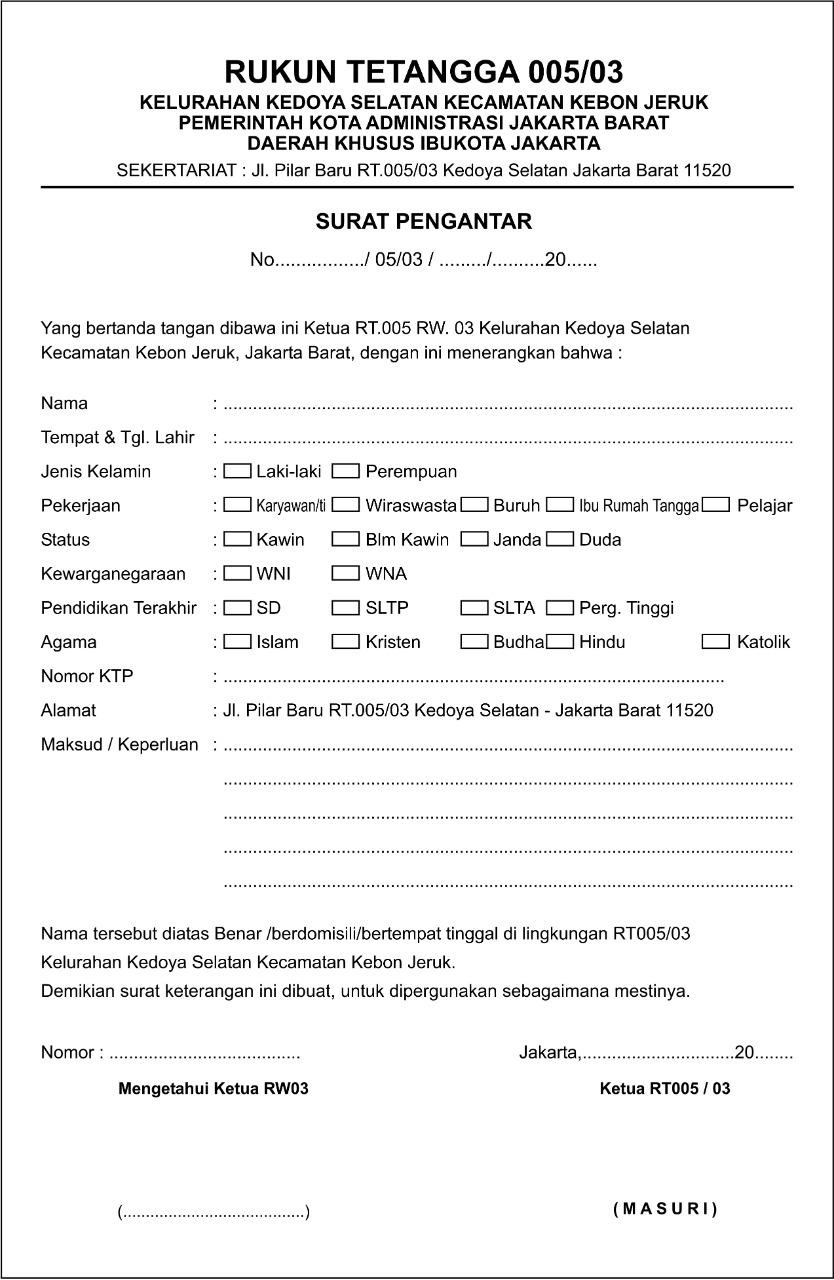 RUKUN TETANGGA 005/03
KELURAHAN KEDOYA SELATAN KECAMATAN KEBON JERUK
PEMERINTAH KOTA ADMINISTRASI JAKARTA BARAT
DAERAH KHUSUS IBUKOTA JAKARTA
SEKERTARIAT : Jl. Pilar Baru RT.005/03 Kedoya Selatan Jakarta Barat 11520
SURAT PENGANTAR
No................./ 05/03 / ........./..........20......
Yang bertanda tangan dibawa ini Ketua RT.005 RW. 03 Kelurahan Kedoya Selatan
Kecamatan Kebon Jeruk, Jakarta Barat, dengan ini menerangkan bahwa :
Nama : ....................................................................................................................
Tempat & Tgl. Lahir : ....................................................................................................................
Jenis Kelamin : Laki-laki Perempuan
Pekerjaan : Karyawan/ti Wiraswasta Buruh Ibu Rumah Tangga Pelajar
Status : Kawin Blm Kawin Janda Duda
Kewarganegaraan : WNI WNA
Pendidikan Terakhir : SD SLTP SLTA Perg. Tinggi
Agama : Islam Kristen Budha Hindu Katolik
Nomor KTP : ......................................................................................................
Alamat : Jl. Pilar Baru RT.005/03 Kedoya Selatan - Jakarta Barat 11520
Maksud / Keperluan : ....................................................................................................................
....................................................................................................................
....................................................................................................................
....................................................................................................................
....................................................................................................................
Nama tersebut diatas Benar /berdomisili/bertempat tinggal di lingkungan RT005/03
Kelurahan Kedoya Selatan Kecamatan Kebon Jeruk.
Demikian surat keterangan ini dibuat, untuk dipergunakan sebagaimana mestinya.
Nomor : ....................................... Jakarta,...............................20........
Mengetahui Ketua RW03 Ketua RT005 / 03
(........................................) ( M A S U R I )